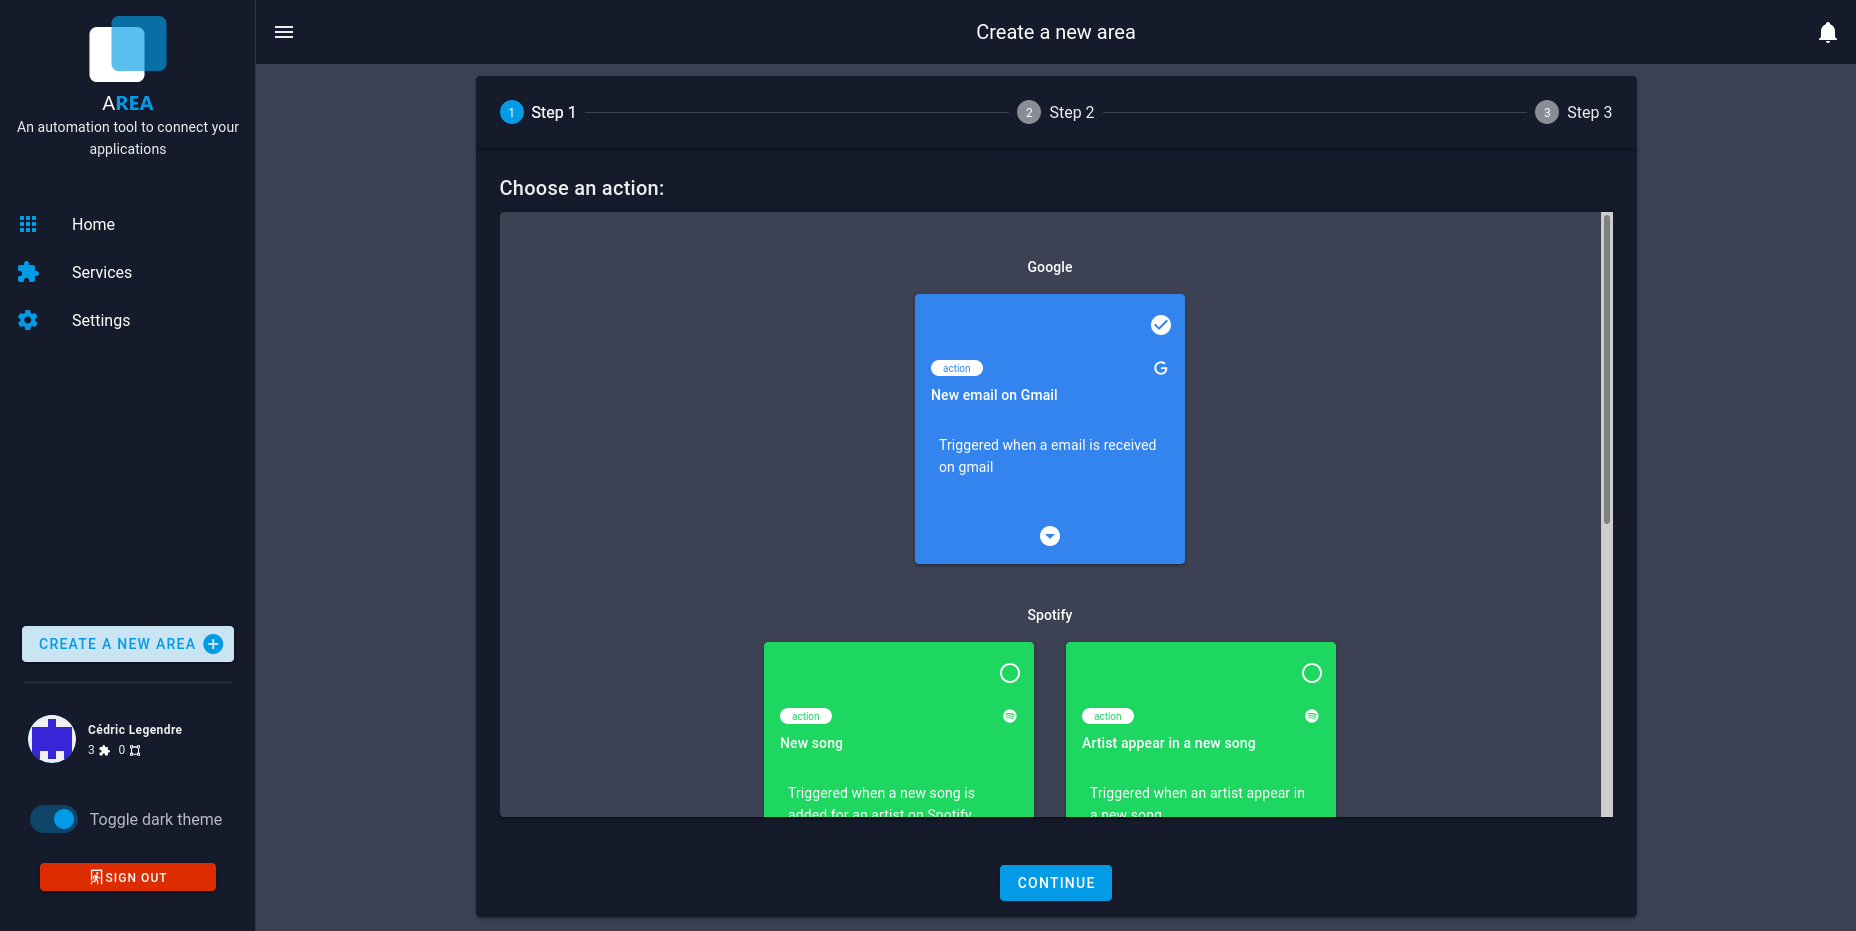 AREA
An automation tool to connect your
applications
Home
Services
Settings
CREATE A NEW AREA
Cédric Legendre
3 0
Toggle dark theme
SIGN OUT
Create a new area
1 Step 1
2 Step 2
3 Step 3
Choose an action:
Google
action
New email on Gmail
Triggered when a email is received
on gmail
Spotify
action
New song
Triggered when a new song is
added for an artist on Spotify
action
Artist appear in a new song
Triggered when an artist appear in
a new song
CONTINUE